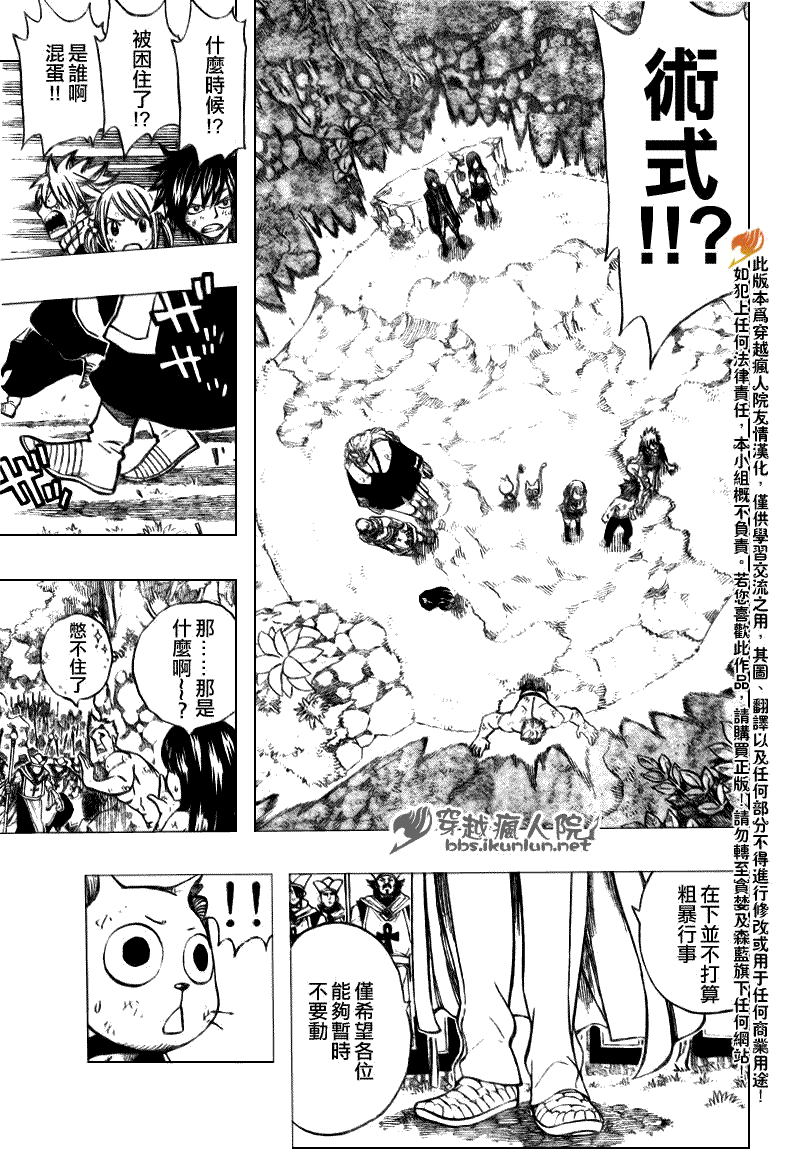 術式!!?
什麼時候!?
被困住了!?
是誰啊
混蛋!!
那……那是
什麼啊～?
憋不住了
在下並不打算
粗暴行事
僅希望各位
能夠暫時
不要動
!!
穿越瘋人院
bbs.ikunlun.net
此版本爲穿越瘋人院友情漢化，僅供學習交流之用，其圖、翻譯以及任何部分不得進行修改或用于任何商業用途！
如犯上任何法律責任，本小組概不負責。若您喜歡此作品，請購買正版！請勿轉至貪婪及森藍旗下任何網站！